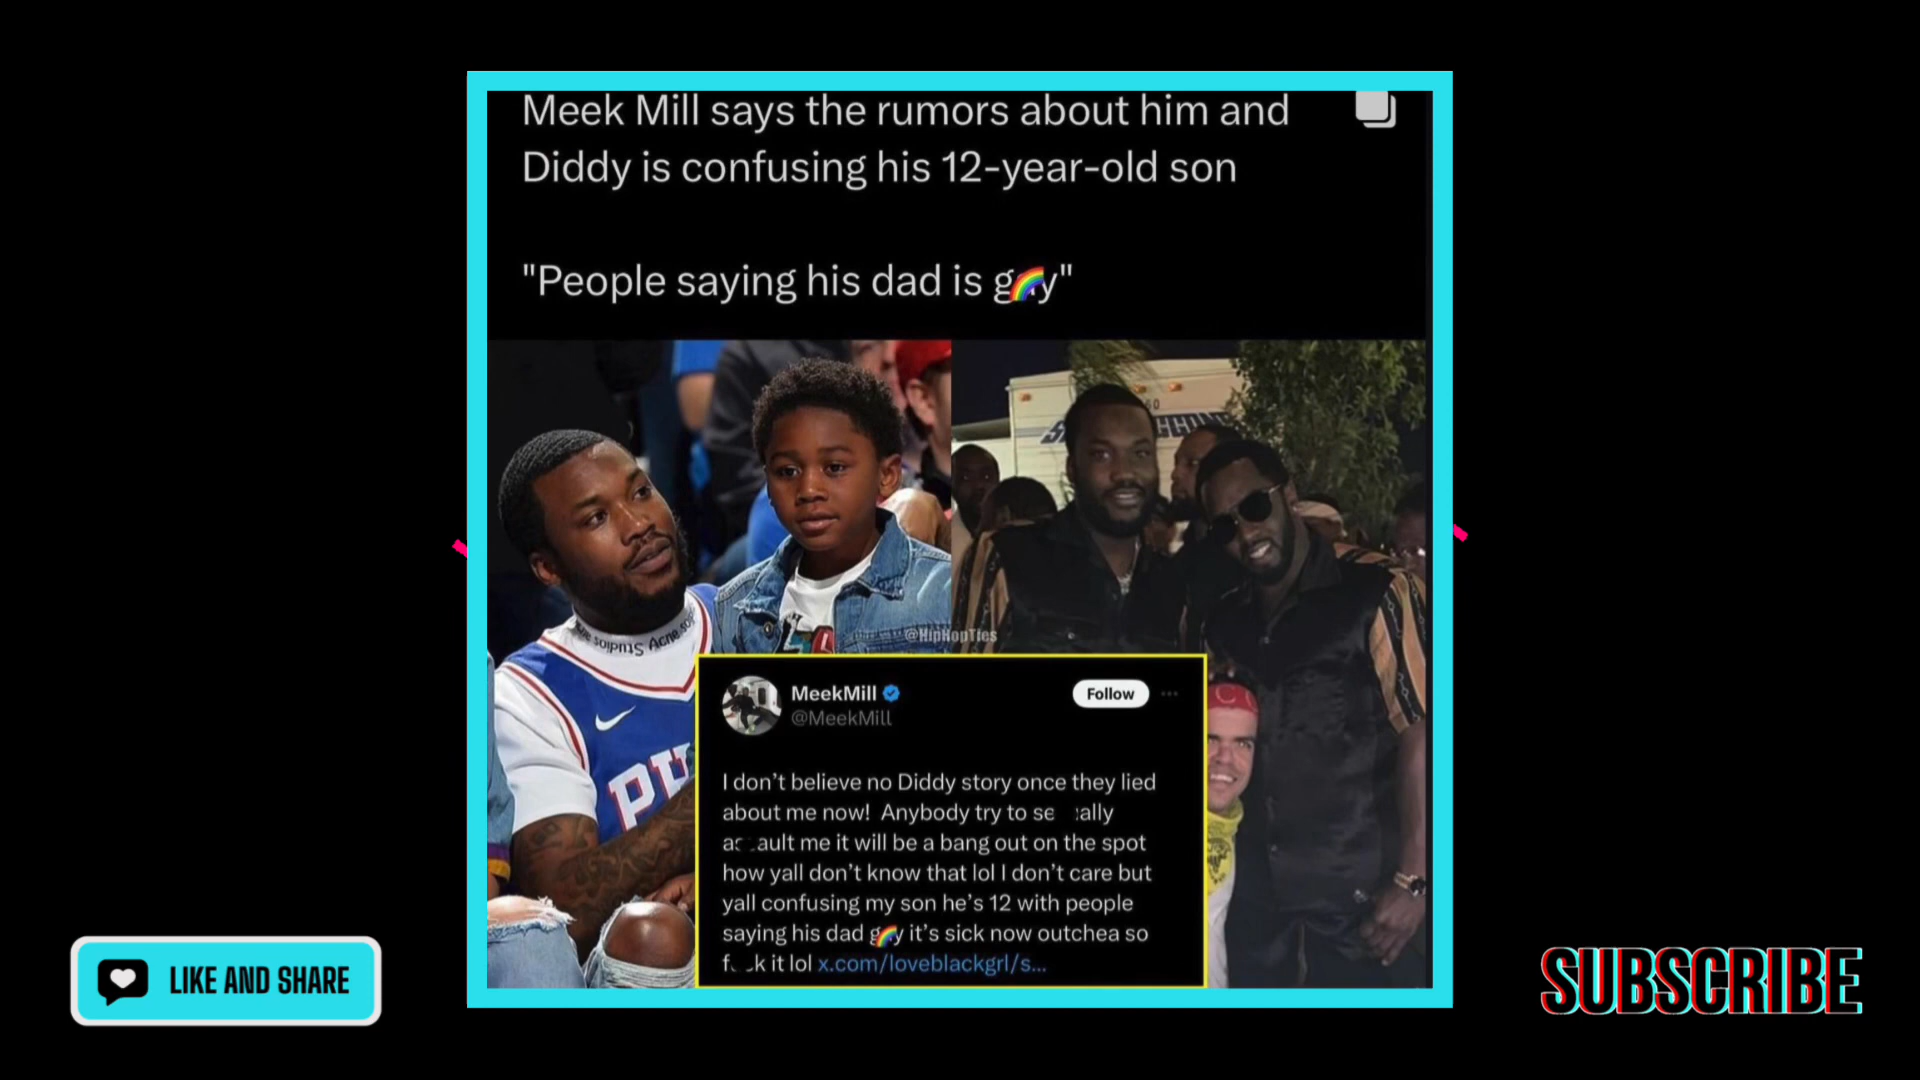 Meek Mill says the rumors about him and
Diddy is confusing his 12-year-old son
"People saying his dad is g🌈y"
60
Acne Studios Acne
@HipHopTies
MeekMill
@MeekMill
Follow
I don't believe no Diddy story once they lied
about me now! Anybody try to se ally
a ault me it will be a bang out on the spot
how yall don't know that lol I don't care but
yall confusing my son he's 12 with people
saying his dad g🌈y it's sick now outchea so
f k it lol x.com/loveblackgrl/s...
LIKE AND SHARE
SUBSCRIBE